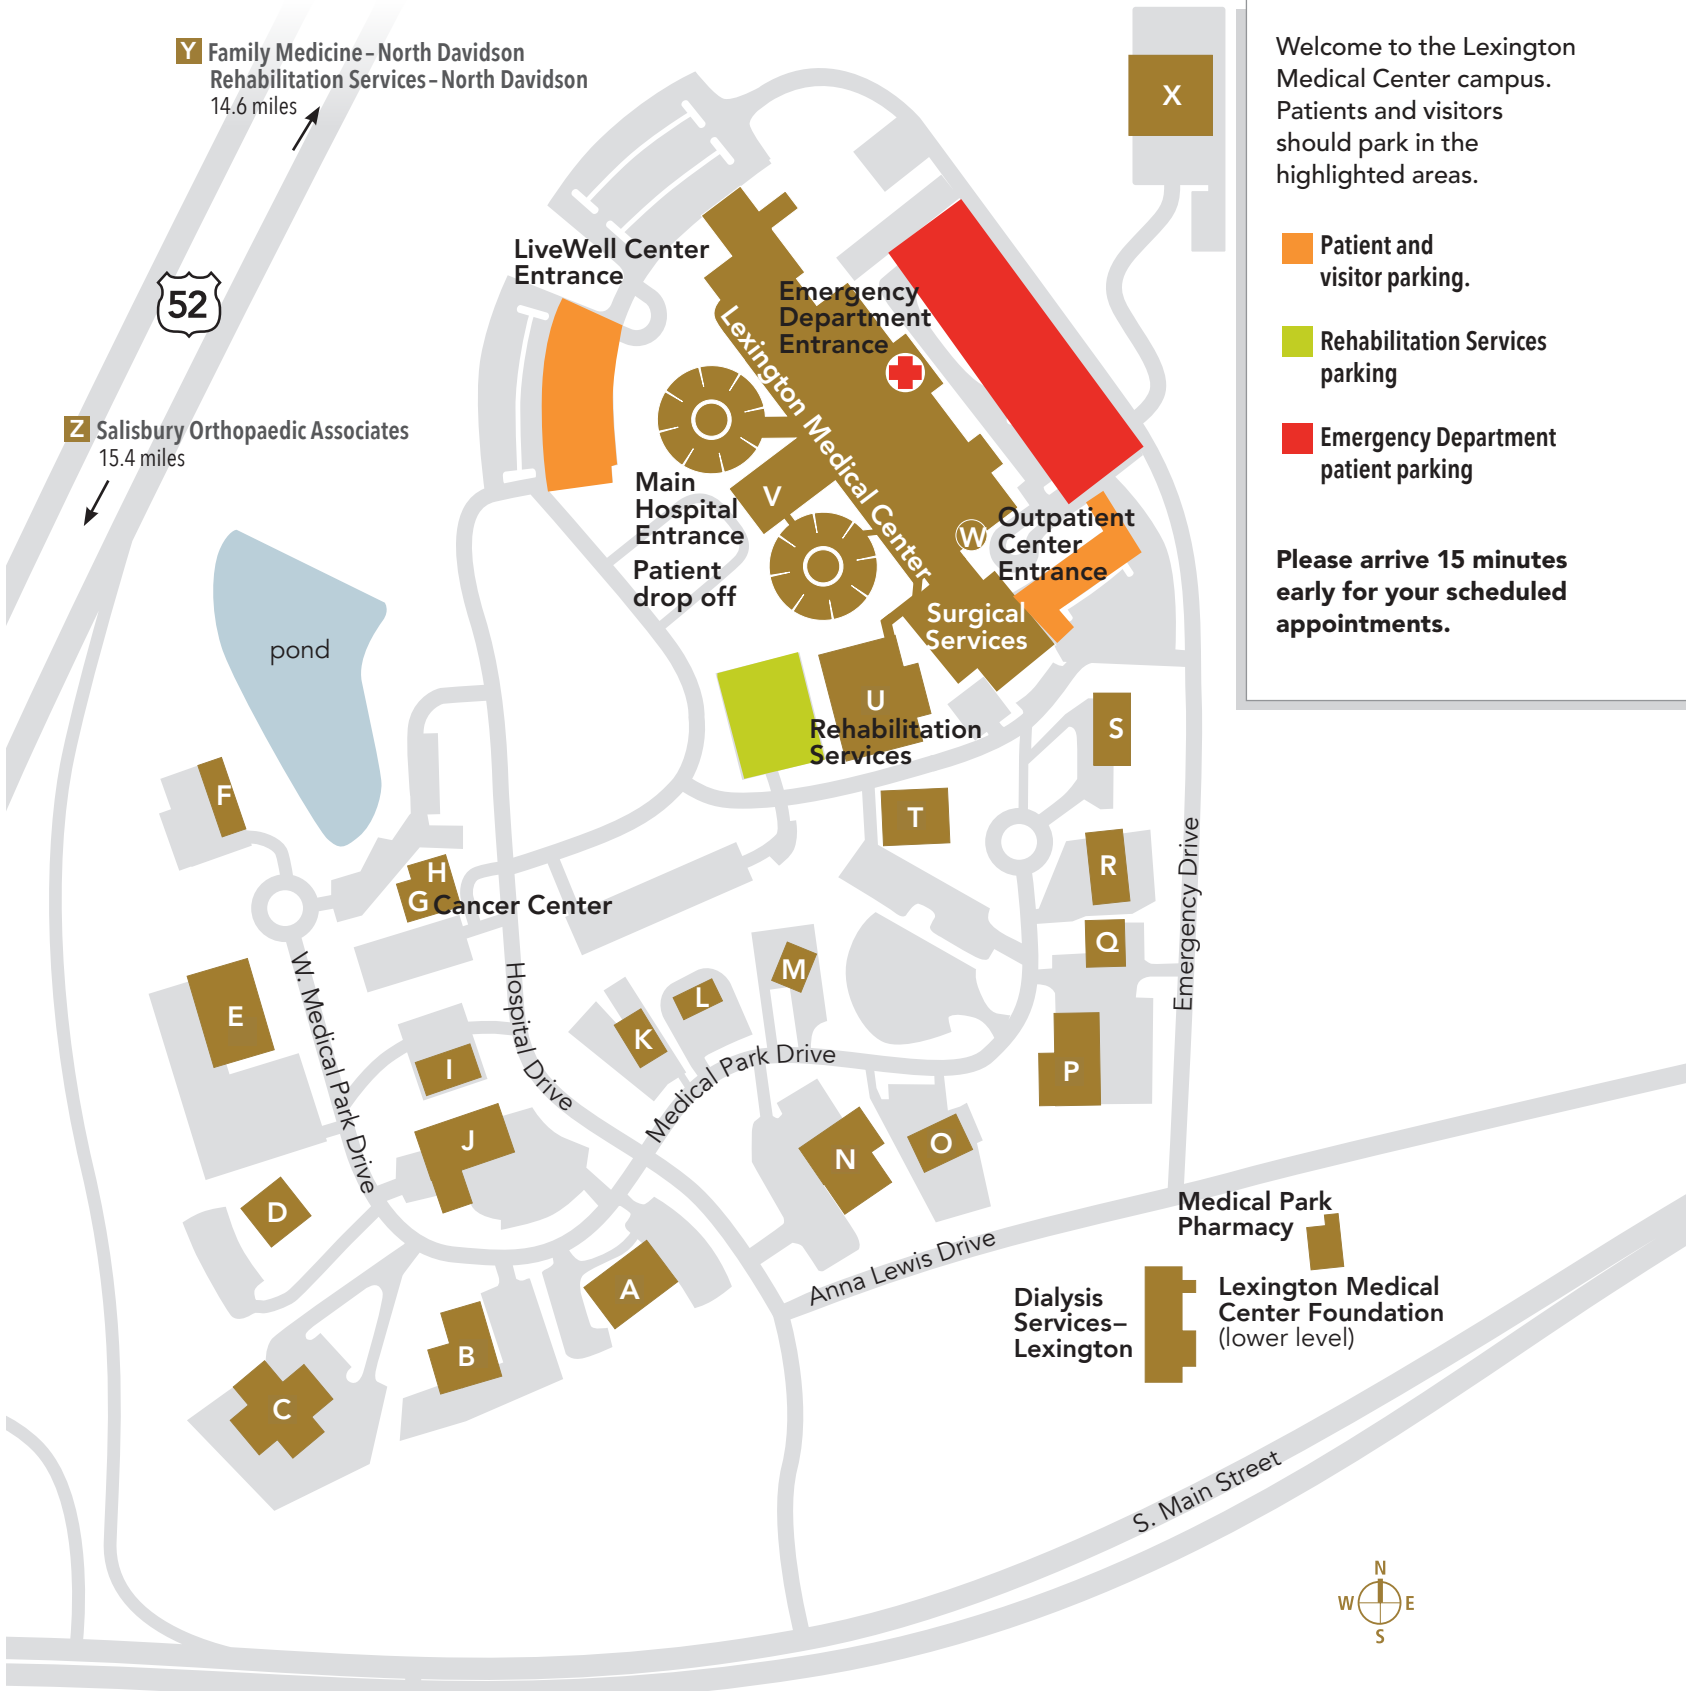 Y Family Medicine–North Davidson
Rehabilitation Services–North Davidson
14.6 miles
52
Z Salisbury Orthopaedic Associates
15.4 miles
Welcome to the Lexington
Medical Center campus.
Patients and visitors
should park in the
highlighted areas.
Patient and
visitor parking.
Rehabilitation Services
parking
Emergency Department
patient parking
Please arrive 15 minutes
early for your scheduled
appointments.
X
LiveWell Center
Entrance
Emergency
Department
Entrance
Lexington Medical Center
Main
Hospital
Entrance
Patient
drop off
V
W
Outpatient
Center
Entrance
Surgical
Services
pond
U
Rehabilitation
Services
S
T
F
R
H
G
Cancer Center
Q
Emergency Drive
M
L
E
K
W. Medical Park Drive
Hospital Drive
Medical Park Drive
I
P
J
N
O
D
Medical Park
Pharmacy
Anna Lewis Drive
A
Dialysis
Services–
Lexington
Lexington Medical
Center Foundation
(lower level)
B
C
S. Main Street
N
W E
S